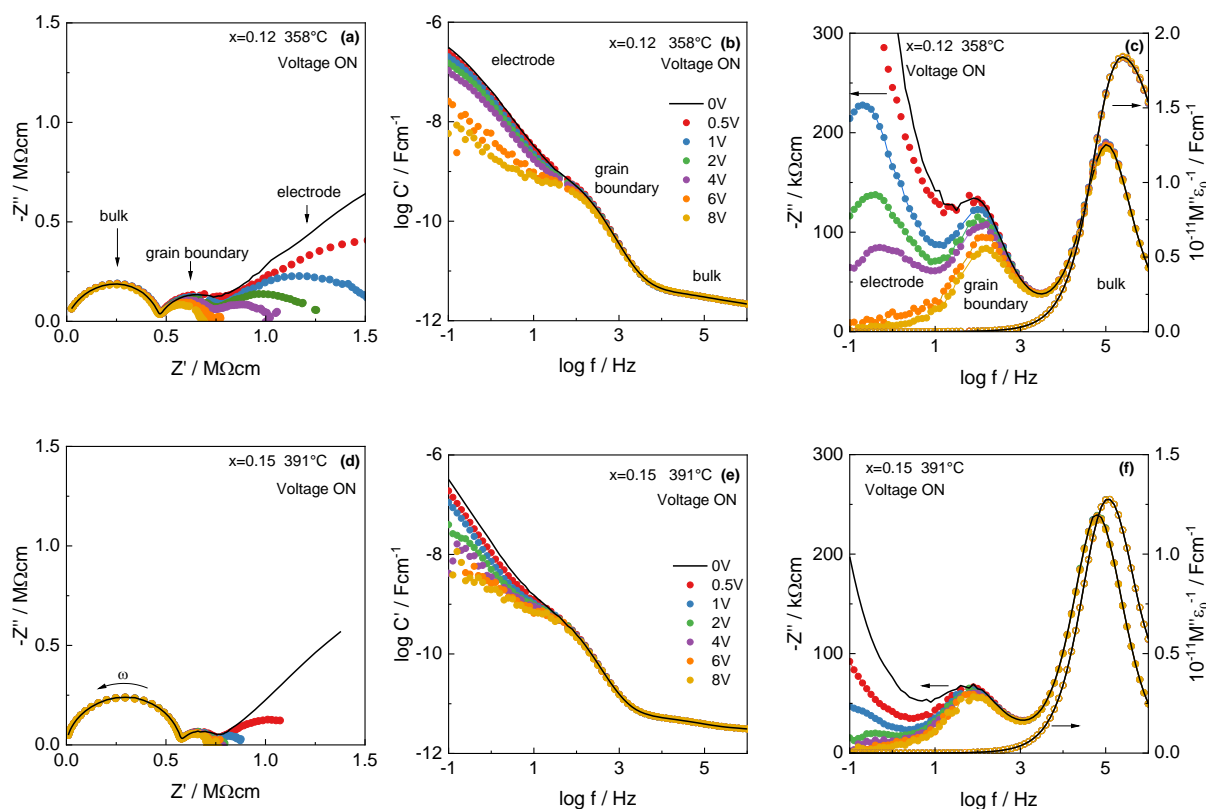 x=0.12 358°C (a)
Voltage ON
bulk
grain boundary
electrode
-Z'' / MΩcm
-1.5
-1.0
-0.5
0.0
0.0 0.5 1.0 1.5
Z' / MΩcm
x=0.12 358°C (b)
Voltage ON
electrode
grain
boundary
bulk
0V
0.5V
1V
2V
4V
6V
8V
log C' / Fcm⁻¹
-6
-8
-10
-12
-1 1 3 5
log f / Hz
x=0.12 358°C (c)
Voltage ON
electrode
grain
boundary
bulk
-Z'' / kΩcm
300
250
200
150
100
50
0
2.0
1.5
1.0
0.5
0.0
10⁻¹¹M''ε₀⁻¹ / Fcm⁻¹
-1 1 3 5
log f / Hz
x=0.15 391°C (d)
Voltage ON
ω
-Z'' / MΩcm
-1.5
-1.0
-0.5
0.0
0.0 0.5 1.0 1.5
Z' / MΩcm
x=0.15 391°C (e)
Voltage ON
0V
0.5V
1V
2V
4V
6V
8V
log C' / Fcm⁻¹
-6
-8
-10
-12
-1 1 3 5
log f / Hz
x=0.15 391°C (f)
Voltage ON
-Z'' / kΩcm
300
250
200
150
100
50
0
1.5
1.0
0.5
0.0
10⁻¹¹M''ε₀⁻¹ / Fcm⁻¹
-1 1 3 5
log f / Hz